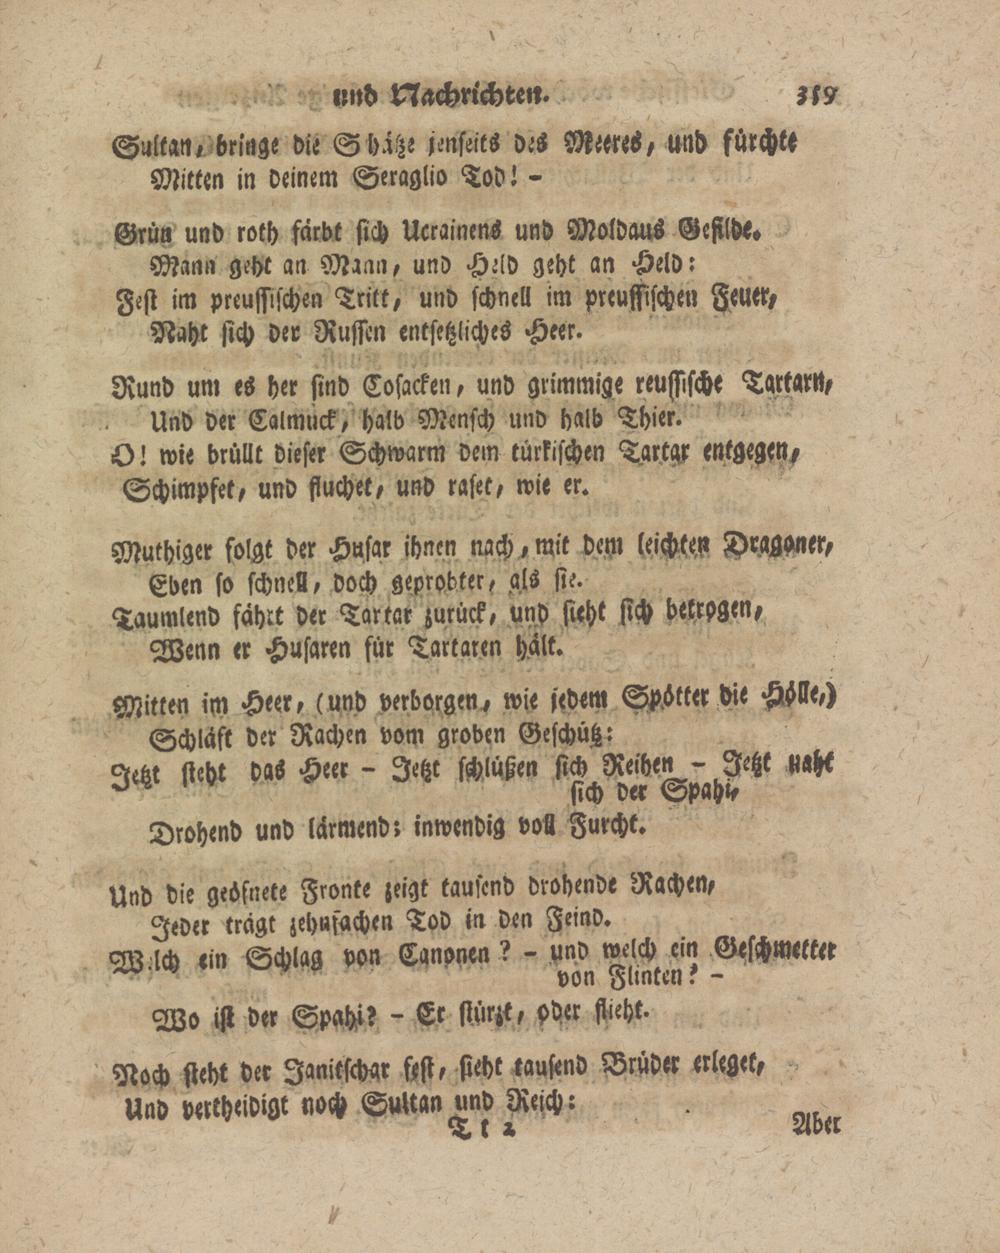 und Nachrichten. 319
Sultan, bringe die Schätze jenseits des Meeres, und fürchte
Mitten in deinem Seraglio Tod! -
Grün und roth färbt sich Ucrainens und Moldaus Gefilde.
Mann geht an Mann, und Held geht an Held:
Fest im preussischen Tritt, und schnell im preussischen Feuer,
Naht sich der Russen entsetzliches Heer.
Rund um es her sind Cosacken, und grimmige reussische Tartarn,
Und der Calmuck, halb Mensch und halb Thier.
O! wie brüllt dieser Schwarm dem türkischen Tartar entgegen,
Schimpfet, und fluchet, und raset, wie er.
Muthiger folgt der Husar ihnen nach, mit dem leichten Dragoner,
Eben so schnell, doch geprobter, als sie.
Taumlend fährt der Tartar zurück, und sieht sich betrogen,
Wenn er Husaren für Tartaren hält.
Mitten im Heer, (und verborgen, wie jedem Spötter die Hölle,)
Schläft der Rachen vom groben Geschütz:
Jetzt steht das Heer - Jetzt schlüßen sich Reihen - Jetzt naht
sich der Spahi,
Drohend und lärmend; inwendig voll Furcht.
Und die geöfnete Fronte zeigt tausend drohende Rachen,
Jeder trägt zehnfachen Tod in den Feind.
Welch ein Schlag von Canonen? - und welch ein Geschmetter
von Flinten? -
Wo ist der Spahi? - Er stürzt, oder flieht.
Noch steht der Janitschar fest, sieht tausend Brüder erleget,
Und vertheidigt noch Sultan und Reich:
T t 2 Aber